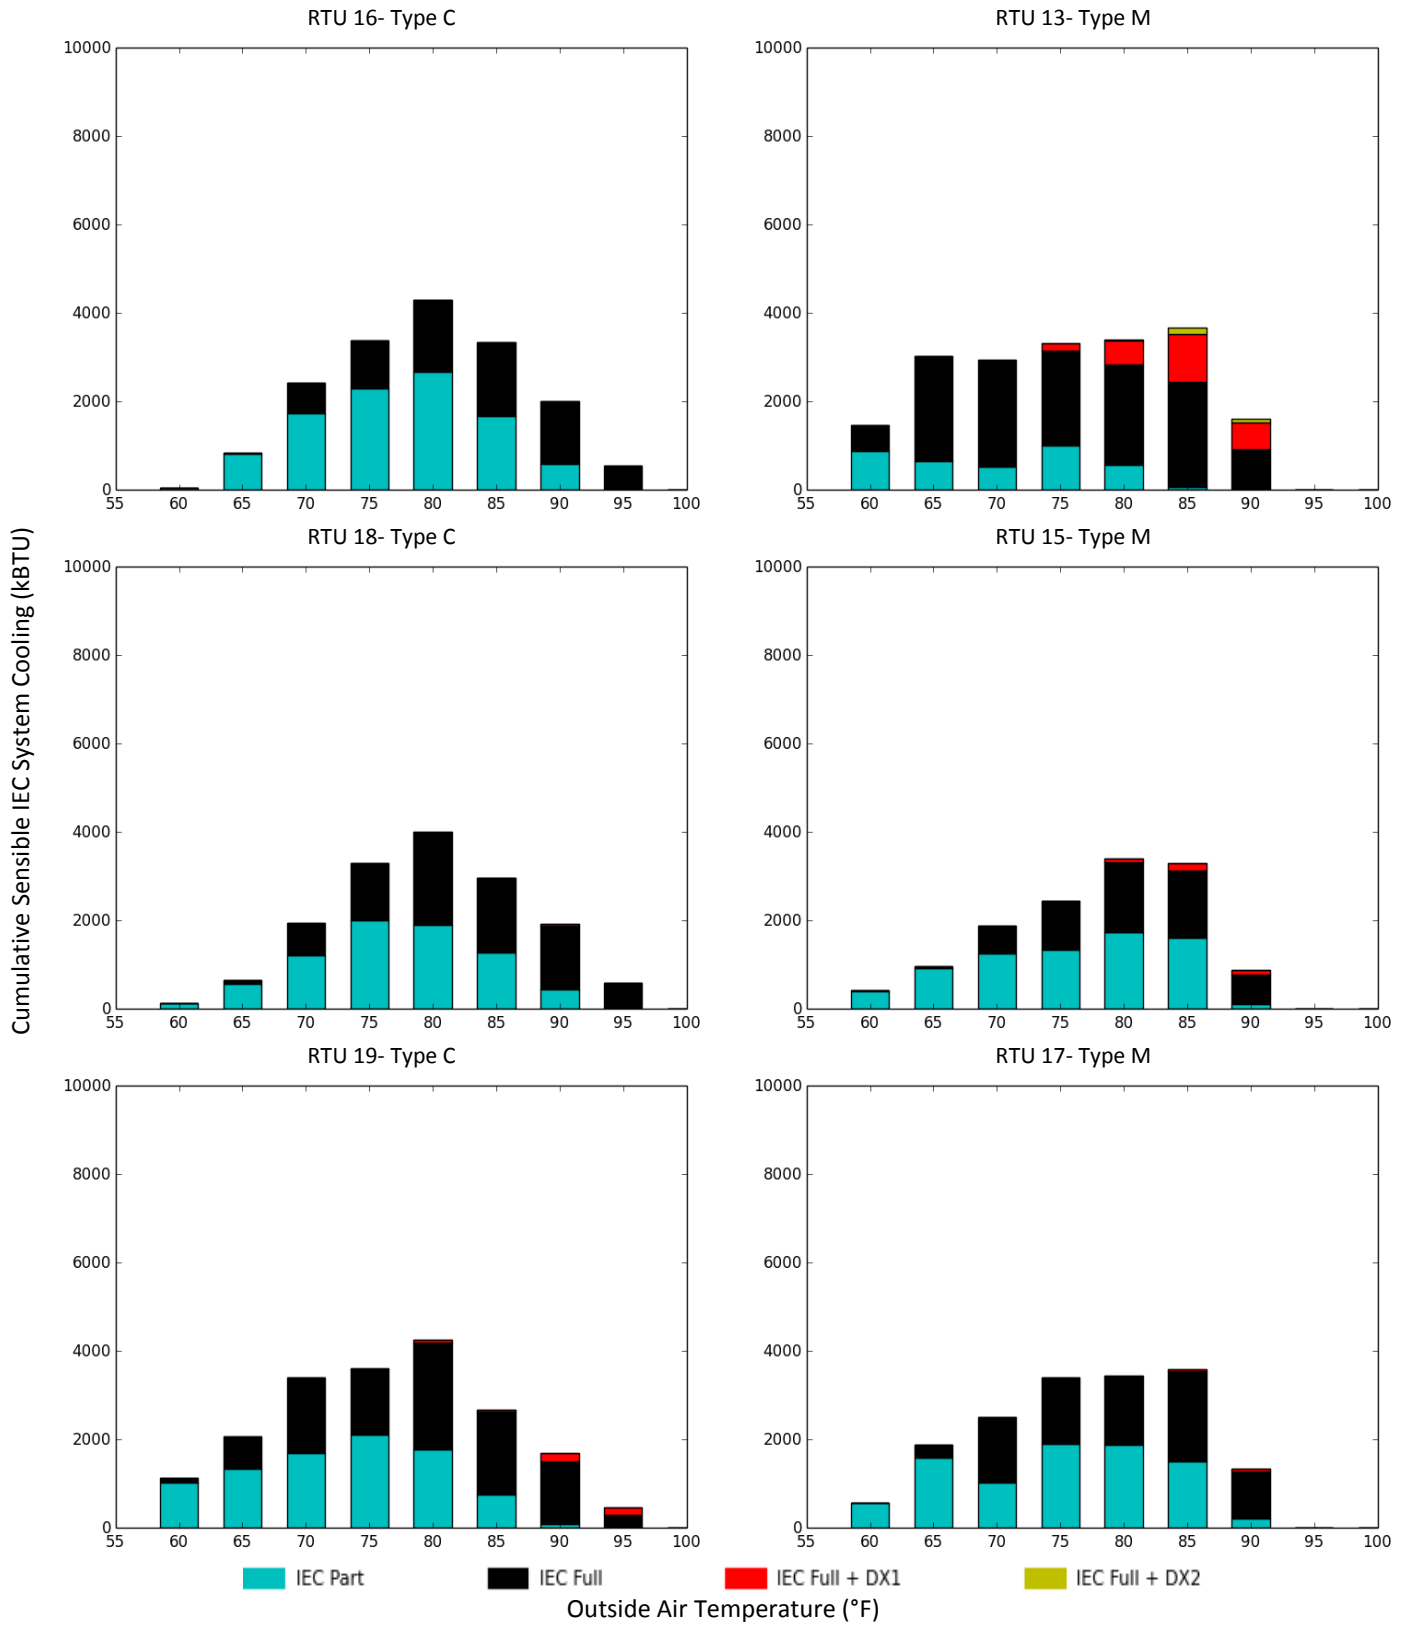 RTU 16- Type C
RTU 13- Type M
10000
8000
6000
4000
2000
0
55 60 65 70 75 80 85 90 95 100
10000
8000
6000
4000
2000
0
55 60 65 70 75 80 85 90 95 100
Cumulative Sensible IEC System Cooling (kBTU)
RTU 18- Type C
RTU 15- Type M
10000
8000
6000
4000
2000
0
55 60 65 70 75 80 85 90 95 100
10000
8000
6000
4000
2000
0
55 60 65 70 75 80 85 90 95 100
RTU 19- Type C
RTU 17- Type M
10000
8000
6000
4000
2000
0
55 60 65 70 75 80 85 90 95 100
10000
8000
6000
4000
2000
0
55 60 65 70 75 80 85 90 95 100
IEC Part IEC Full IEC Full + DX1 IEC Full + DX2
Outside Air Temperature (°F)